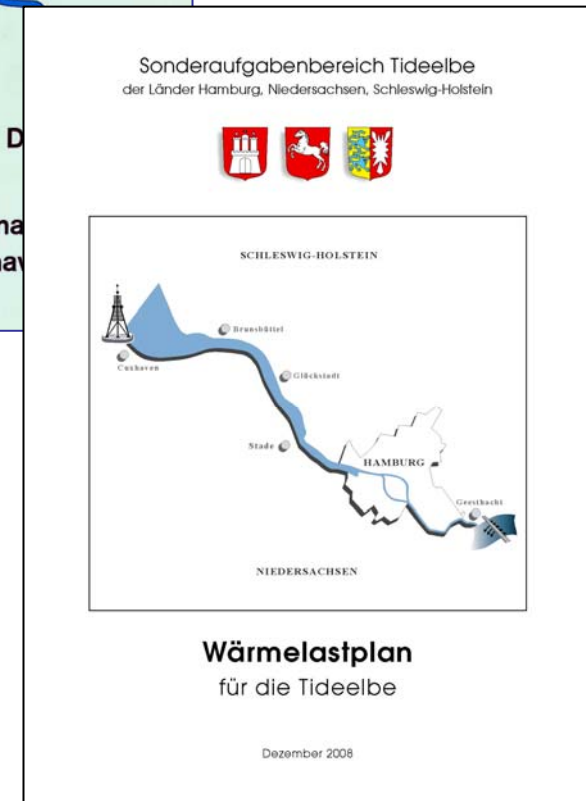 Sonderaufgabenbereich Tideelbe
der Länder Hamburg, Niedersachsen, Schleswig-Holstein
SCHLESWIG-HOLSTEIN
Brunsbüttel
Cuxhaven
Glückstadt
Stade
HAMBURG
Geesthacht
NIEDERSACHSEN
Wärmelastplan
für die Tideelbe
Dezember 2008